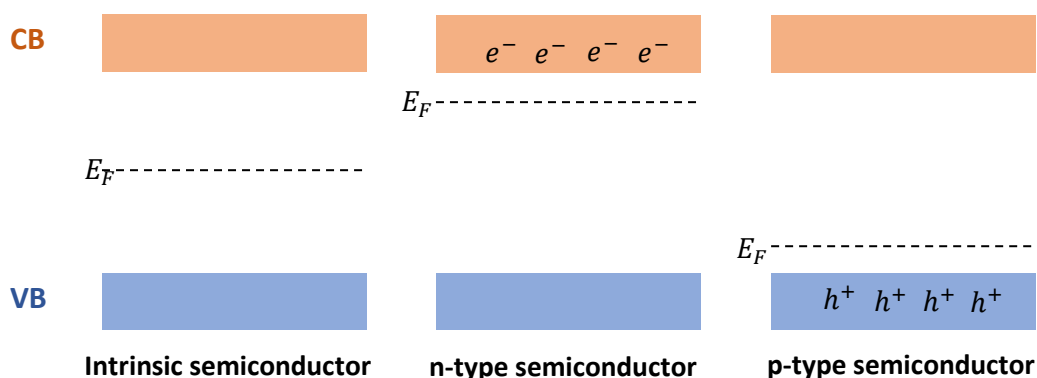 CB
e⁻ e⁻ e⁻ e⁻
E_F
E_F
E_F
VB
h⁺ h⁺ h⁺ h⁺
Intrinsic semiconductor
n-type semiconductor
p-type semiconductor